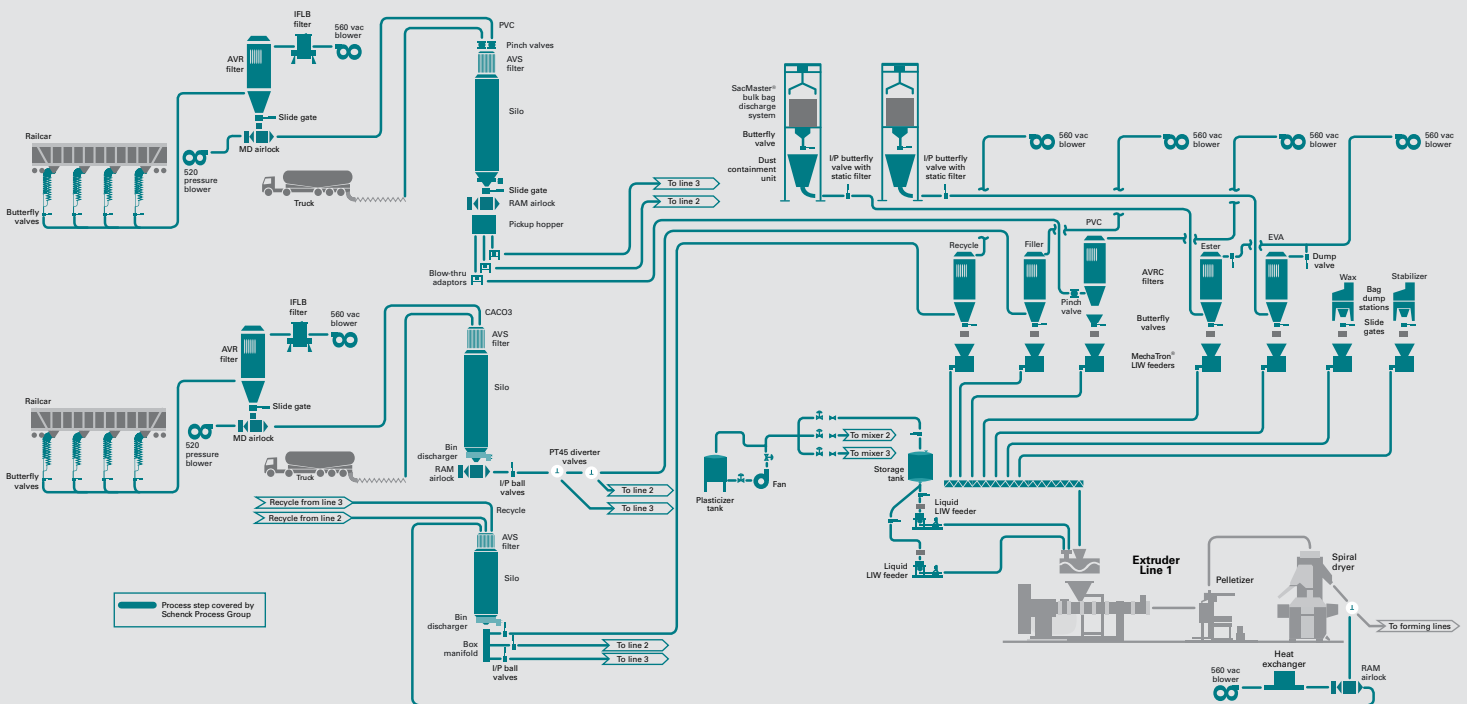 IFLB
filter
560 vac
blower
AVR
filter
Slide gate
MD airlock
520
pressure
blower
Railcar
Butterfly
valves
Truck
PVC
Pinch valves
AVS
filter
Silo
Slide gate
RAM airlock
Pickup hopper
Blow-thru
adaptors
To line 3
To line 2
IFLB
filter
560 vac
blower
AVR
filter
Slide gate
MD airlock
520
pressure
blower
Railcar
Butterfly
valves
Truck
CACO3
AVS
filter
Silo
Bin
discharger
RAM
airlock
I/P ball
valves
PT45 diverter
valves
To line 2
To line 3
Recycle from line 3
Recycle from line 2
Recycle
AVS
filter
Silo
Bin
discharger
Box
manifold
I/P ball
valves
To line 2
To line 3
Process step covered by
Schenck Process Group
SacMaster®
bulk bag
discharge
system
Butterfly
valve
Dust
containment
unit
I/P butterfly
valve with
static filter
I/P butterfly
valve with
static filter
560 vac
blower
560 vac
blower
560 vac
blower
560 vac
blower
Recycle
Filler
PVC
Pinch
valve
Ester
EVA
Dump
valve
AVRC
filters
Butterfly
valves
MechaTron®
LIW feeders
Wax
Bag
dump
stations
Slide
gates
Stabilizer
Plasticizer
tank
Fan
To mixer 2
To mixer 3
Storage
tank
Liquid
LIW feeder
Liquid
LIW feeder
Extruder
Line 1
Pelletizer
Spiral
dryer
To forming lines
Heat
exchanger
560 vac
blower
RAM
airlock